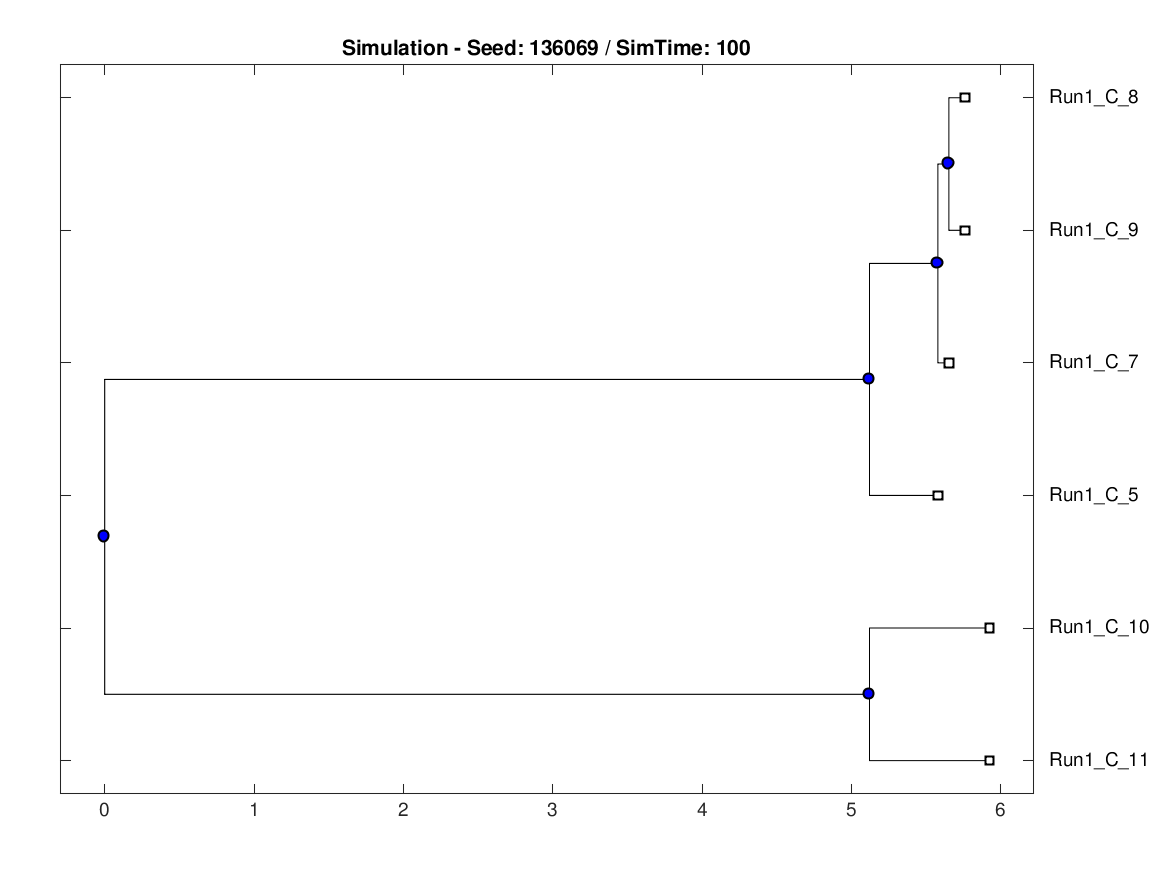 Simulation - Seed: 136069 / SimTime: 100
Run1_C_8
Run1_C_9
Run1_C_7
Run1_C_5
Run1_C_10
Run1_C_11
0 1 2 3 4 5 6